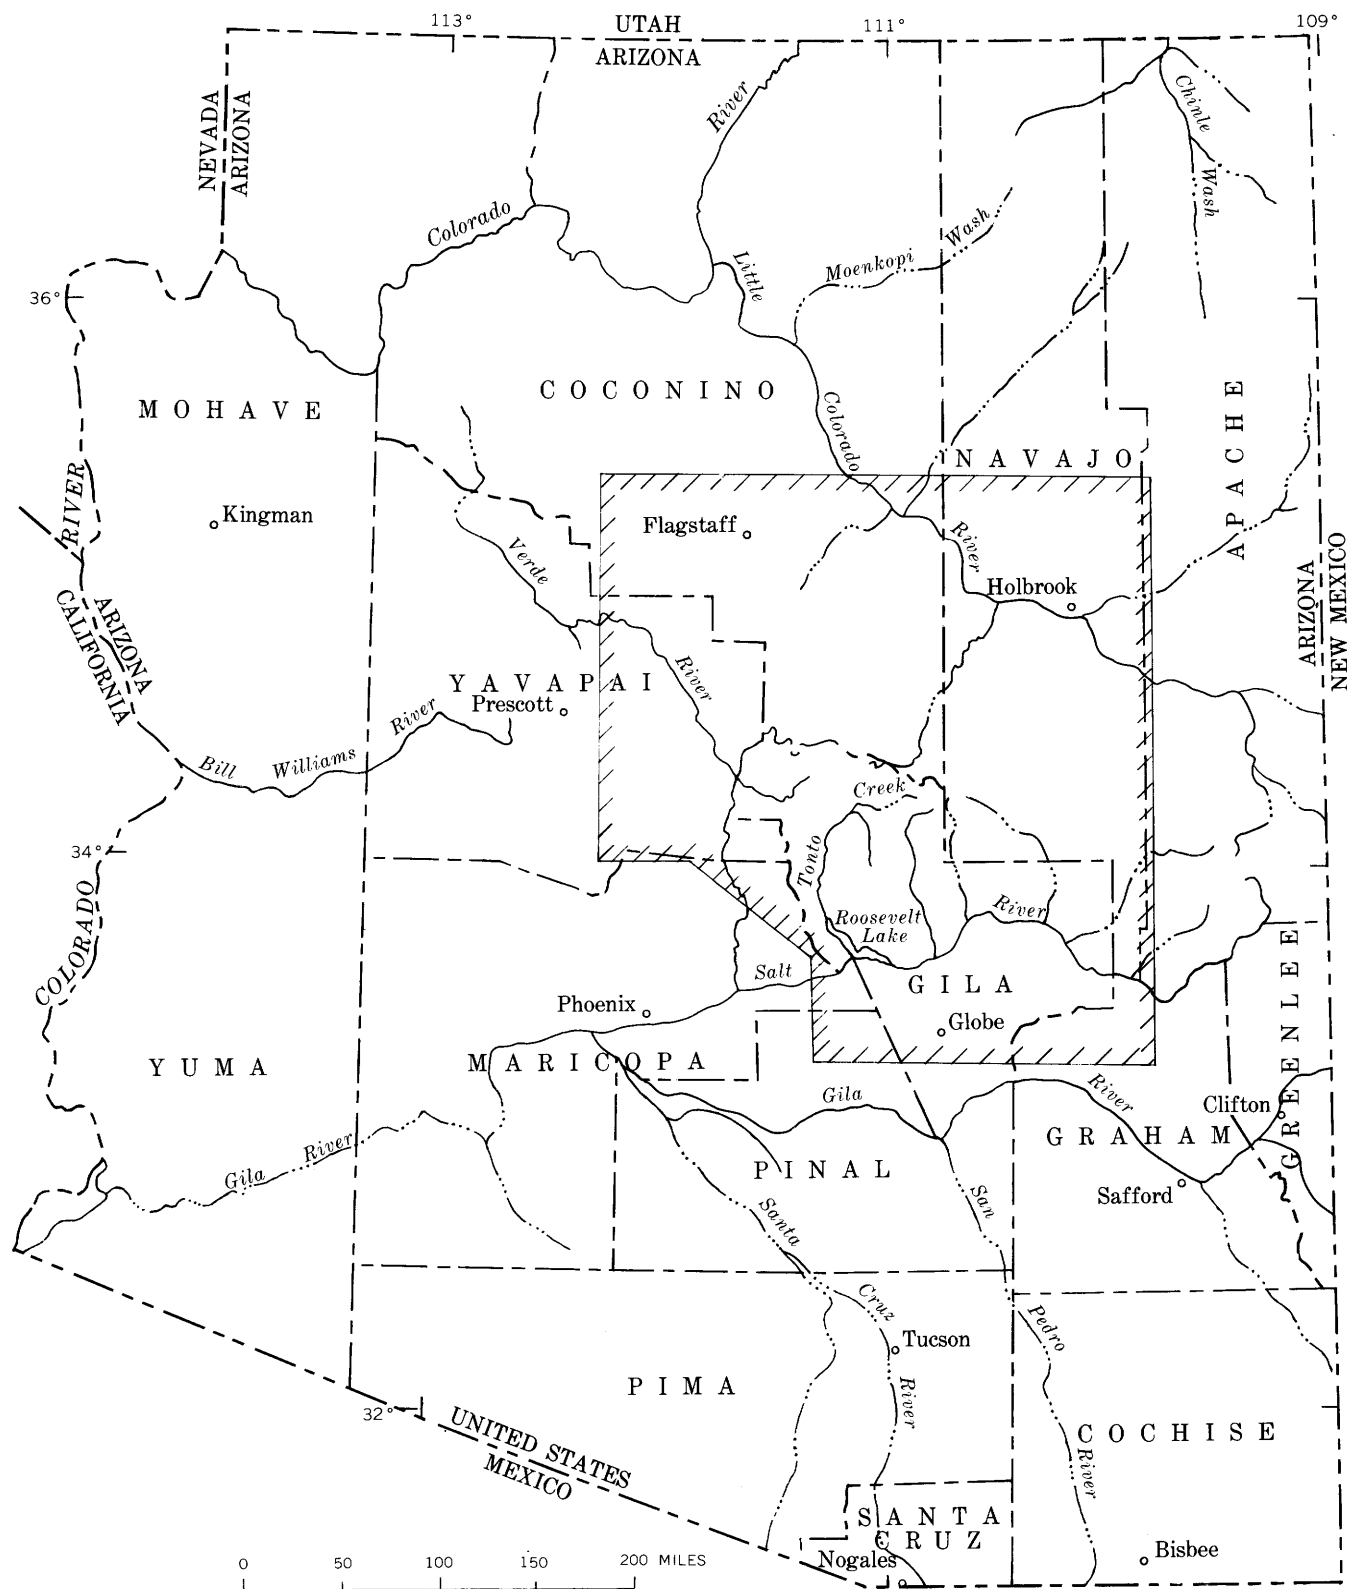 113°
UTAH
111°
109°
ARIZONA
NEVADA
ARIZONA
River
Chinle
Wash
Colorado
Little
Moenkopi
Wash
36°
COCONINO
MOHAVE
Colorado
APACHE
NAVAJO
RIVER
Kingman
Flagstaff
Verde
River
Holbrook
ARIZONA
NEW MEXICO
ARIZONA
CALIFORNIA
River
YAVAPAI
Prescott
River
Bill
Williams
Creek
34°
Tonto
COLORADO
Roosevelt
Lake
River
Salt
GILA
GREENLEE
Phoenix
Globe
YUMA
MARICOPA
Gila
River
Clifton
GRAHAM
Gila
River
PINAL
San
Safford
Santa
Cruz
Pedro
Tucson
River
PIMA
32°
UNITED STATES
MEXICO
COCHISE
River
SANTA
CRUZ
Nogales
Bisbee
0 50 100 150 200 MILES